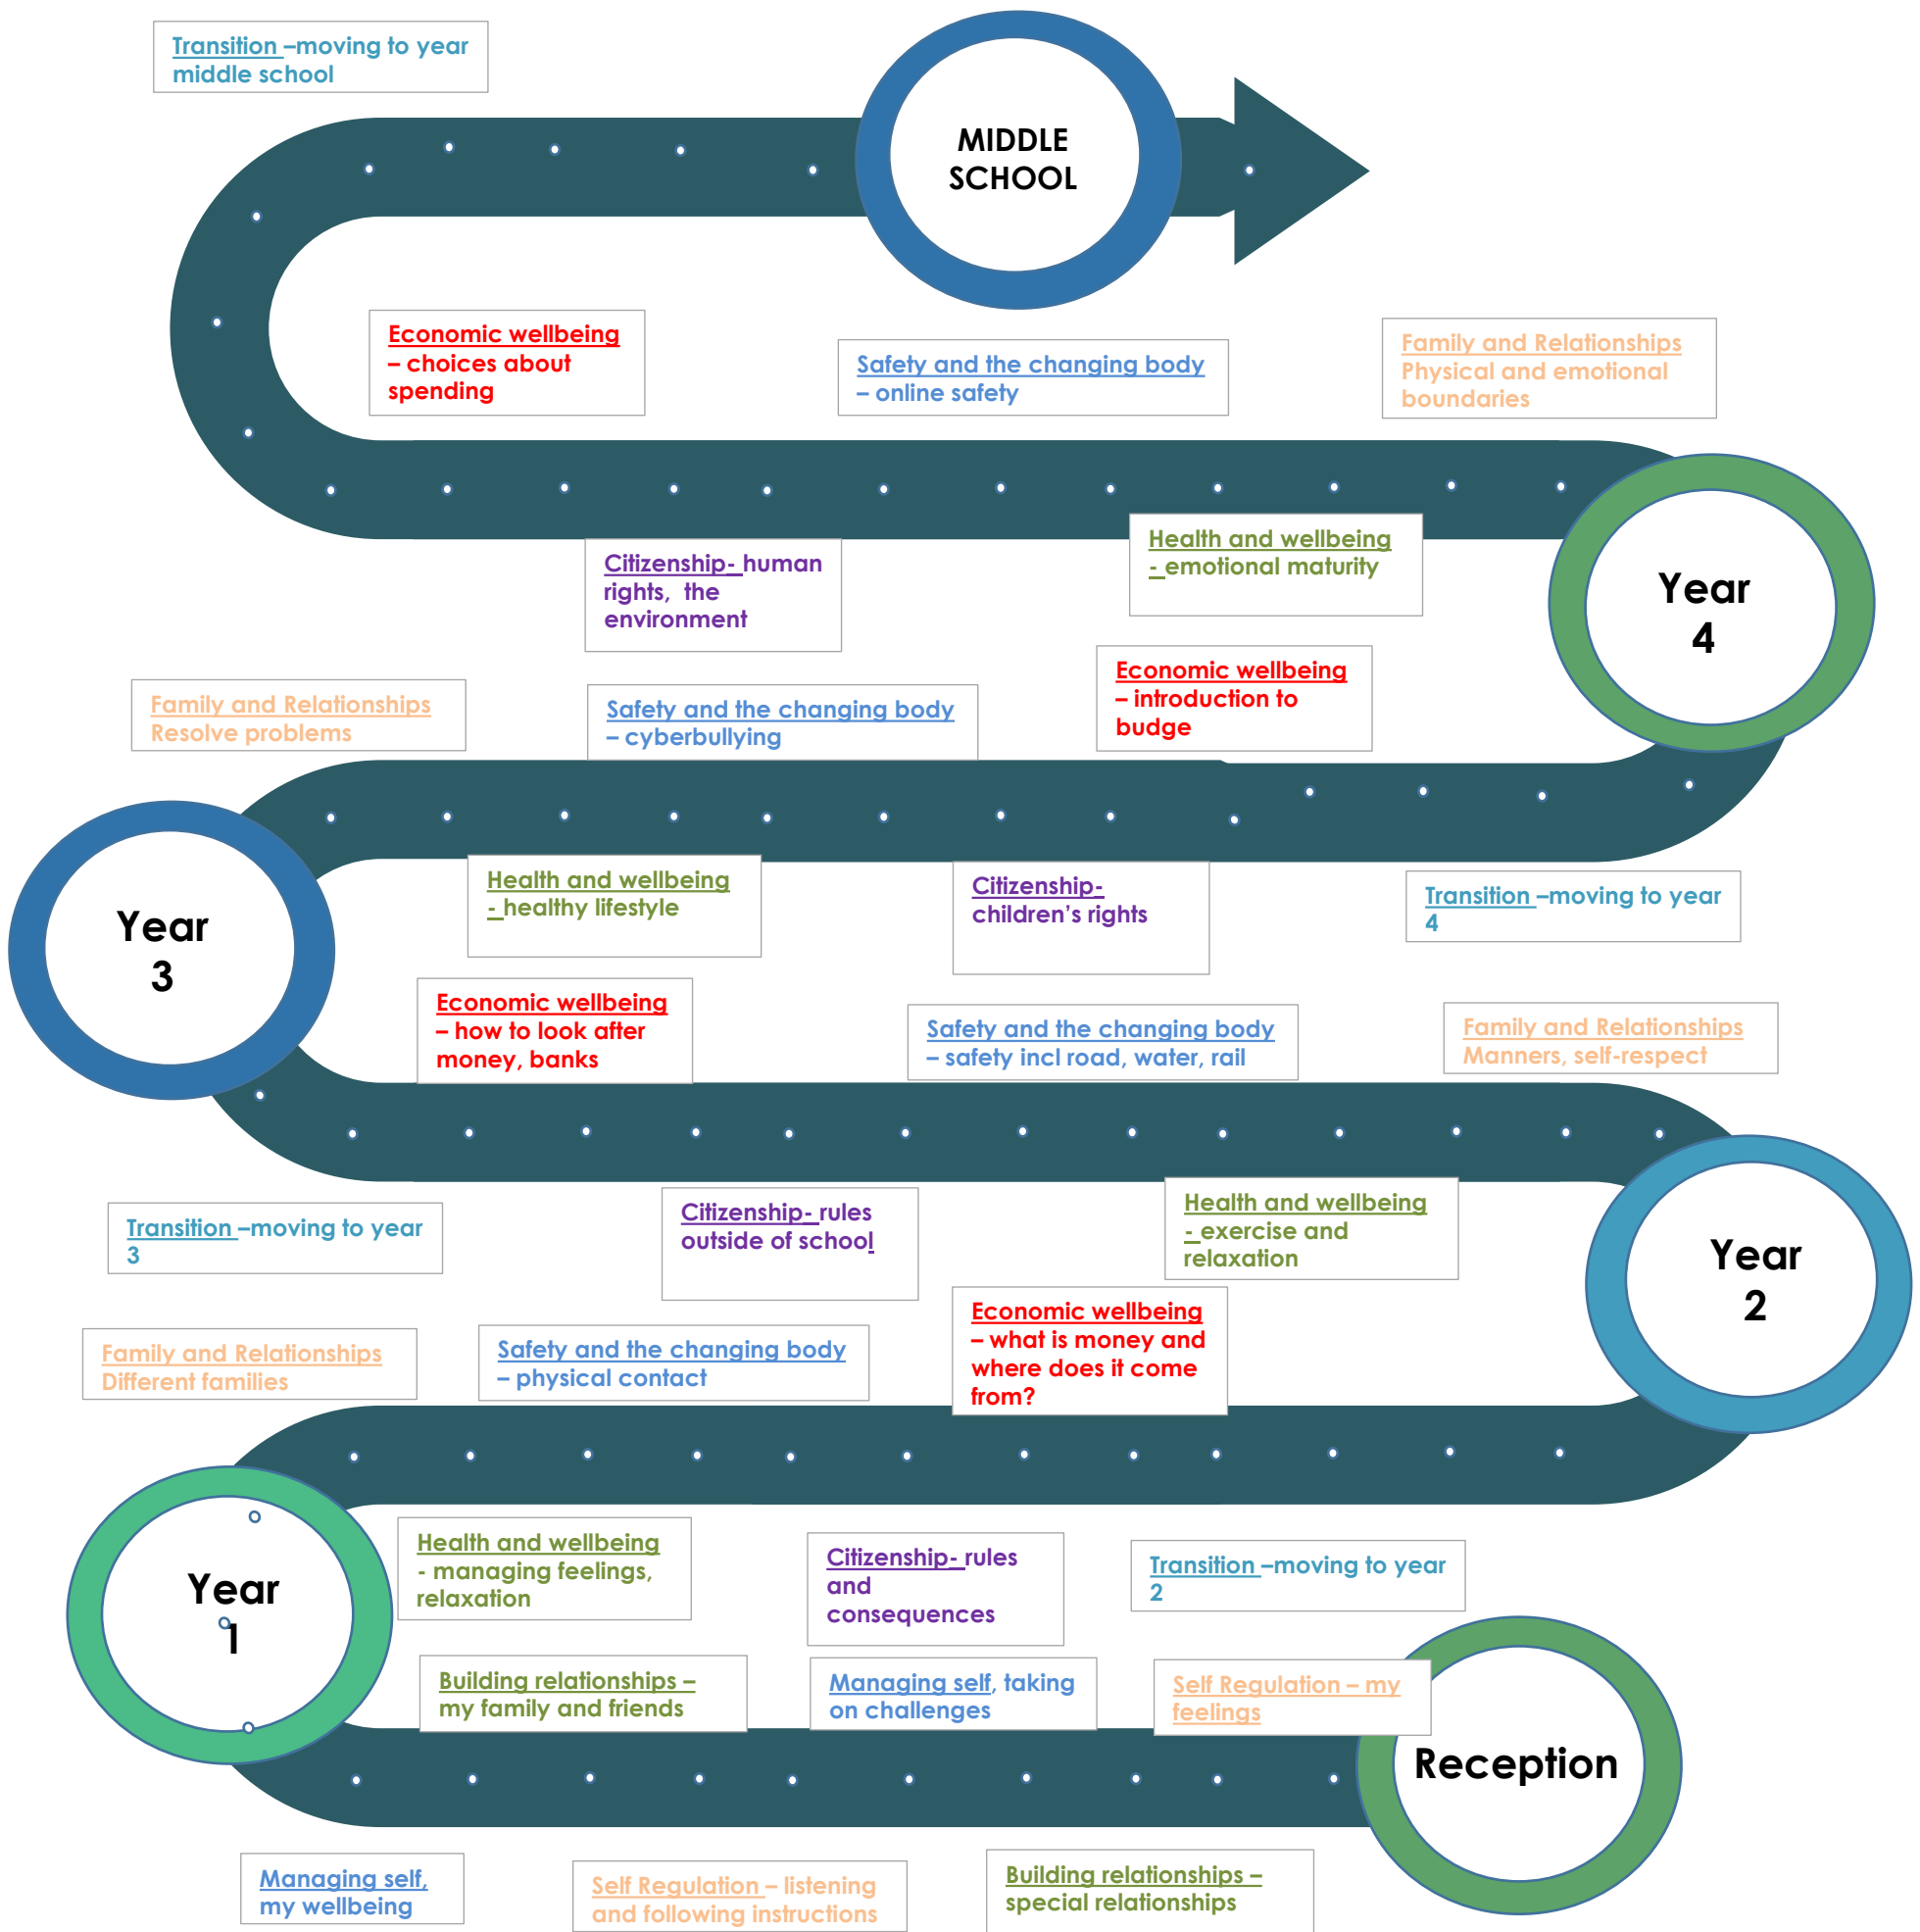 Transition –moving to year
middle school
MIDDLE
SCHOOL
Economic wellbeing
– choices about
spending
Safety and the changing body
– online safety
Family and Relationships
Physical and emotional
boundaries
Citizenship- human
rights,  the
environment
Health and wellbeing
- emotional maturity
Year
4
Family and Relationships
Resolve problems
Safety and the changing body
– cyberbullying
Economic wellbeing
– introduction to
budge
Year
3
Health and wellbeing
- healthy lifestyle
Citizenship-
children’s rights
Transition –moving to year
4
Economic wellbeing
– how to look after
money, banks
Safety and the changing body
– safety incl road, water, rail
Family and Relationships
Manners, self-respect
Transition –moving to year
3
Citizenship- rules
outside of school
Health and wellbeing
- exercise and
relaxation
Year
2
Family and Relationships
Different families
Safety and the changing body
– physical contact
Economic wellbeing
– what is money and
where does it come
from?
Year
1
Health and wellbeing
- managing feelings,
relaxation
Citizenship- rules
and
consequences
Transition –moving to year
2
Building relationships –
my family and friends
Managing self, taking
on challenges
Self Regulation – my
feelings
Reception
Managing self,
my wellbeing
Self Regulation – listening
and following instructions
Building relationships –
special relationships